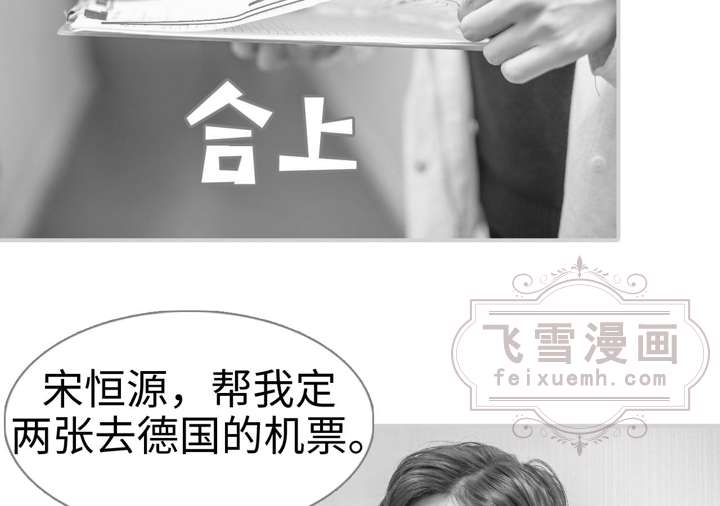 合上
飞雪漫画
feixuemh.com
宋恒源，帮我定
两张去德国的机票。